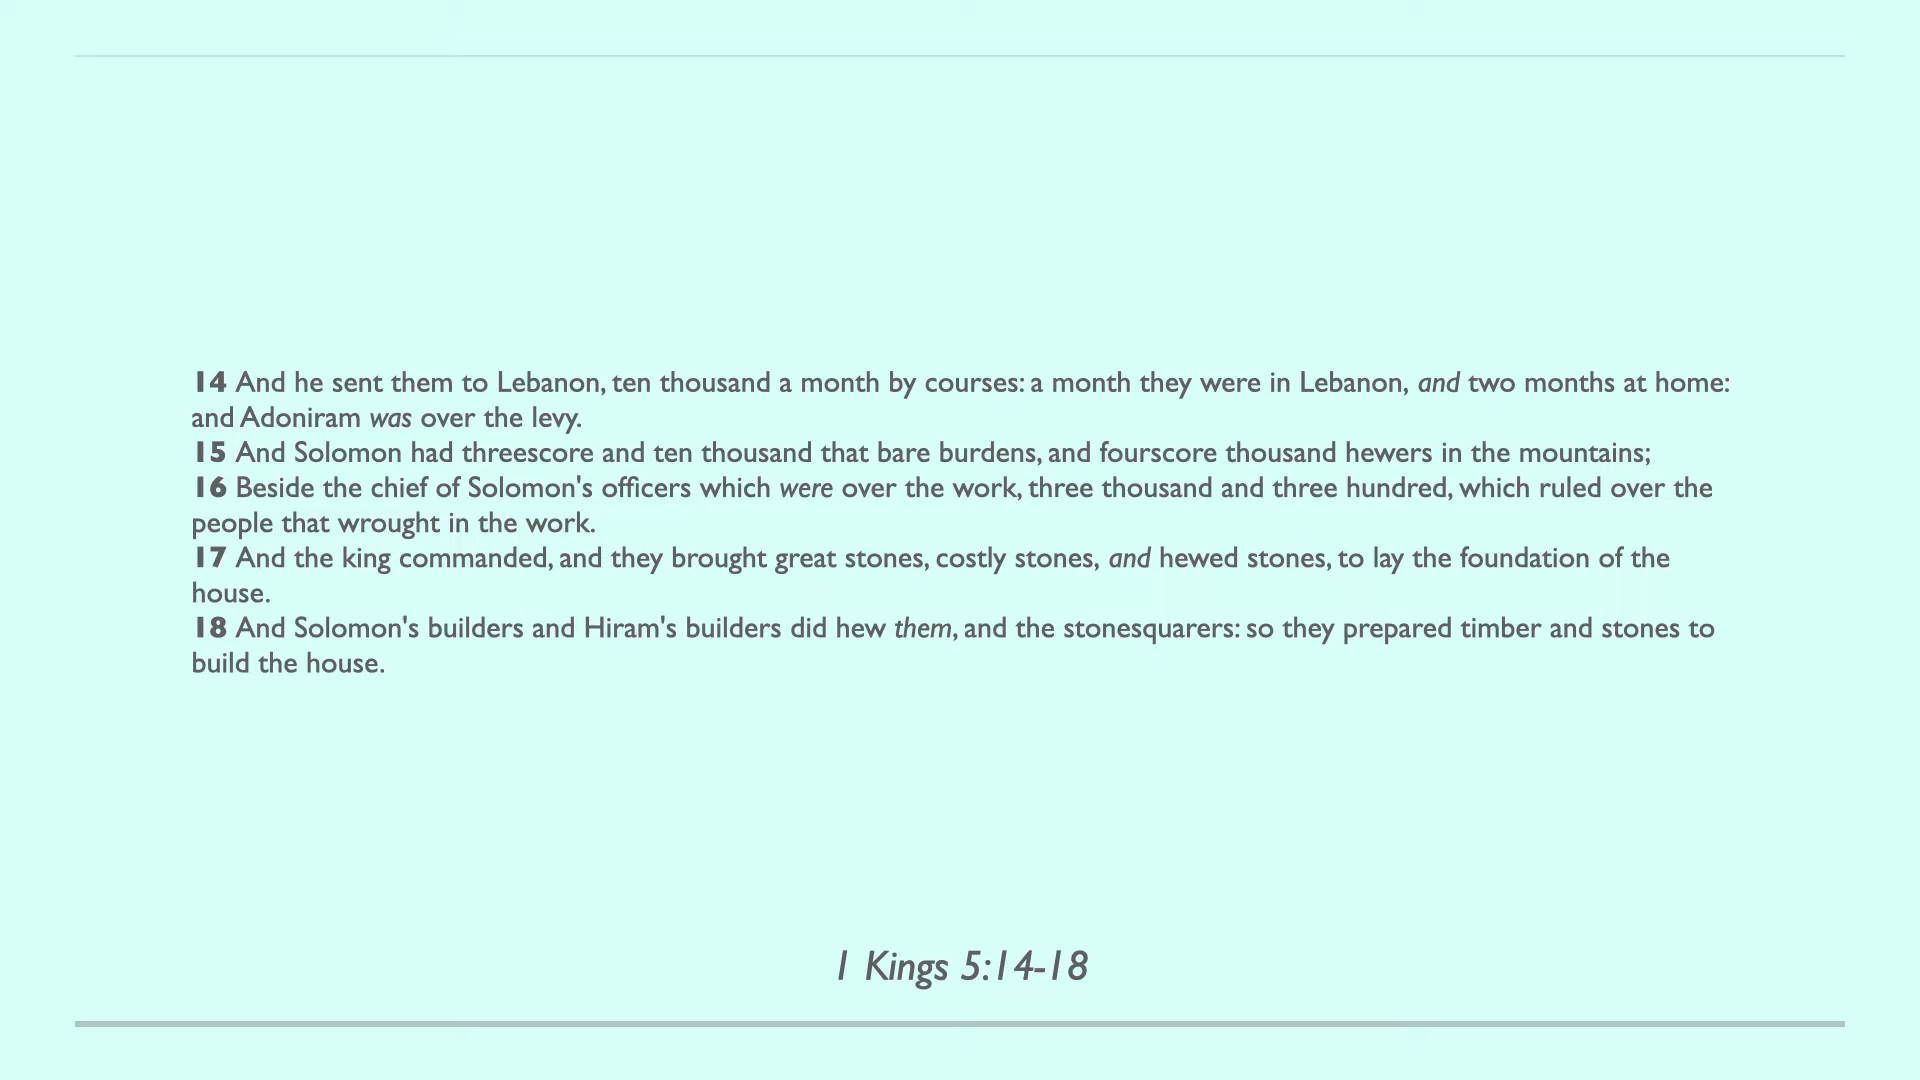 14 And he sent them to Lebanon, ten thousand a month by courses: a month they were in Lebanon, and two months at home:
and Adoniram was over the levy.
15 And Solomon had threescore and ten thousand that bare burdens, and fourscore thousand hewers in the mountains;
16 Beside the chief of Solomon's officers which were over the work, three thousand and three hundred, which ruled over the
people that wrought in the work.
17 And the king commanded, and they brought great stones, costly stones, and hewed stones, to lay the foundation of the
house.
18 And Solomon's builders and Hiram's builders did hew them, and the stonesquarers: so they prepared timber and stones to
build the house.
1 Kings 5:14-18